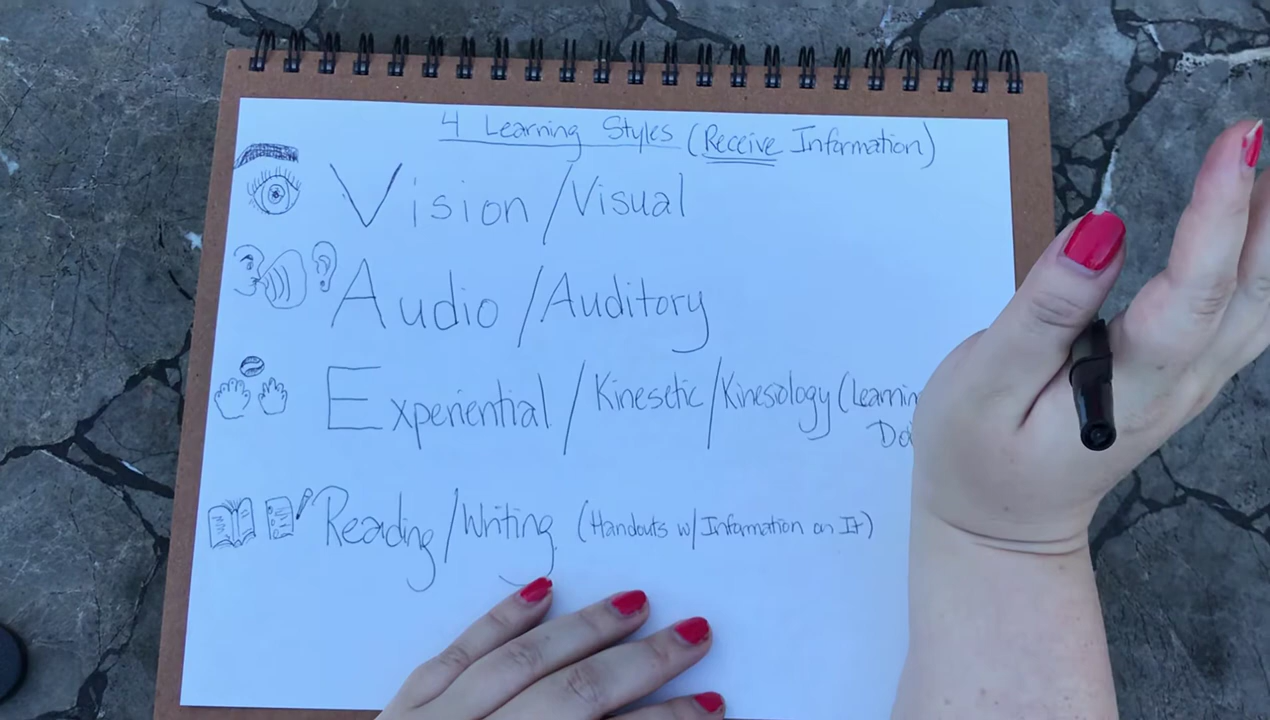 4 Learning Styles (Receive Information)
Vision / Visual
Audio / Auditory
Experiential / Kinesetic / Kinesology (Learnin
Doi
Reading / Writing (Handouts w/ Information on It)